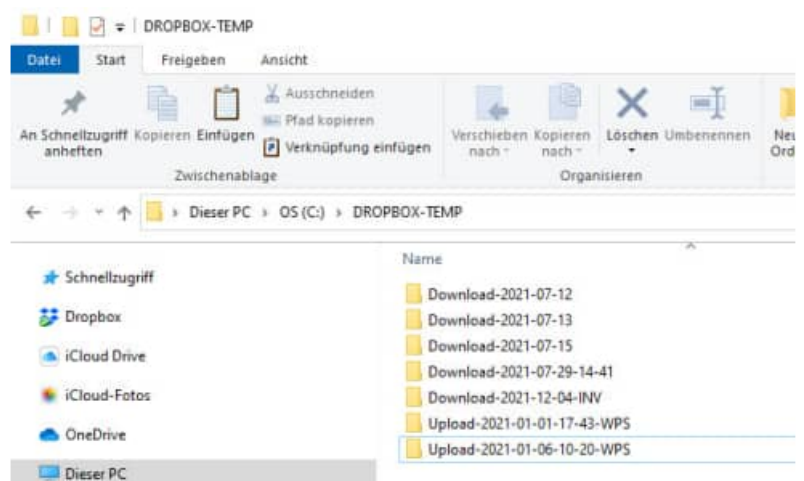 DROPBOX-TEMP
Datei Start Freigeben Ansicht
An Schnellzugriff anheften
Kopieren
Einfügen
Ausschneiden
Pfad kopieren
Verknüpfung einfügen
Zwischenablage
Verschieben nach
Kopieren nach
Löschen
Umbenennen
Organisieren
Neu
Ord
Dieser PC OS (C:) DROPBOX-TEMP
Schnellzugriff
Dropbox
iCloud Drive
iCloud-Fotos
OneDrive
Dieser PC
Name
Download-2021-07-12
Download-2021-07-13
Download-2021-07-15
Download-2021-07-29-14-41
Download-2021-12-04-INV
Upload-2021-01-01-17-43-WPS
Upload-2021-01-06-10-20-WPS